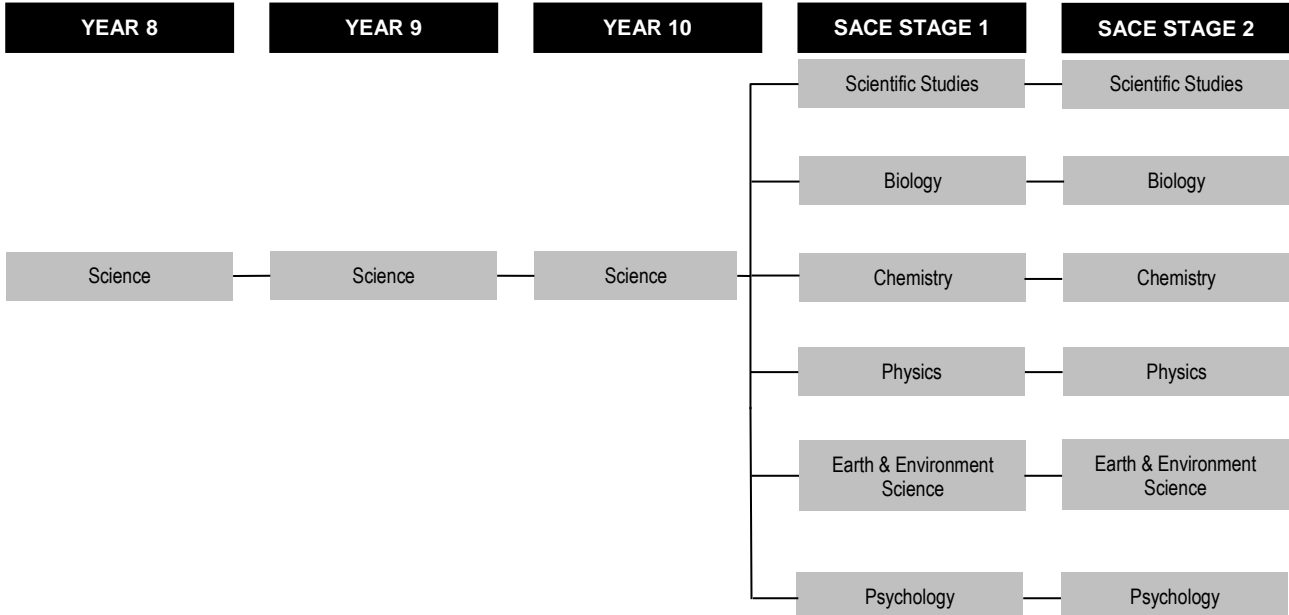 YEAR 8
YEAR 9
YEAR 10
SACE STAGE 1
SACE STAGE 2
Scientific Studies
Scientific Studies
Biology
Biology
Science
Science
Science
Chemistry
Chemistry
Physics
Physics
Earth & Environment
Science
Earth & Environment
Science
Psychology
Psychology